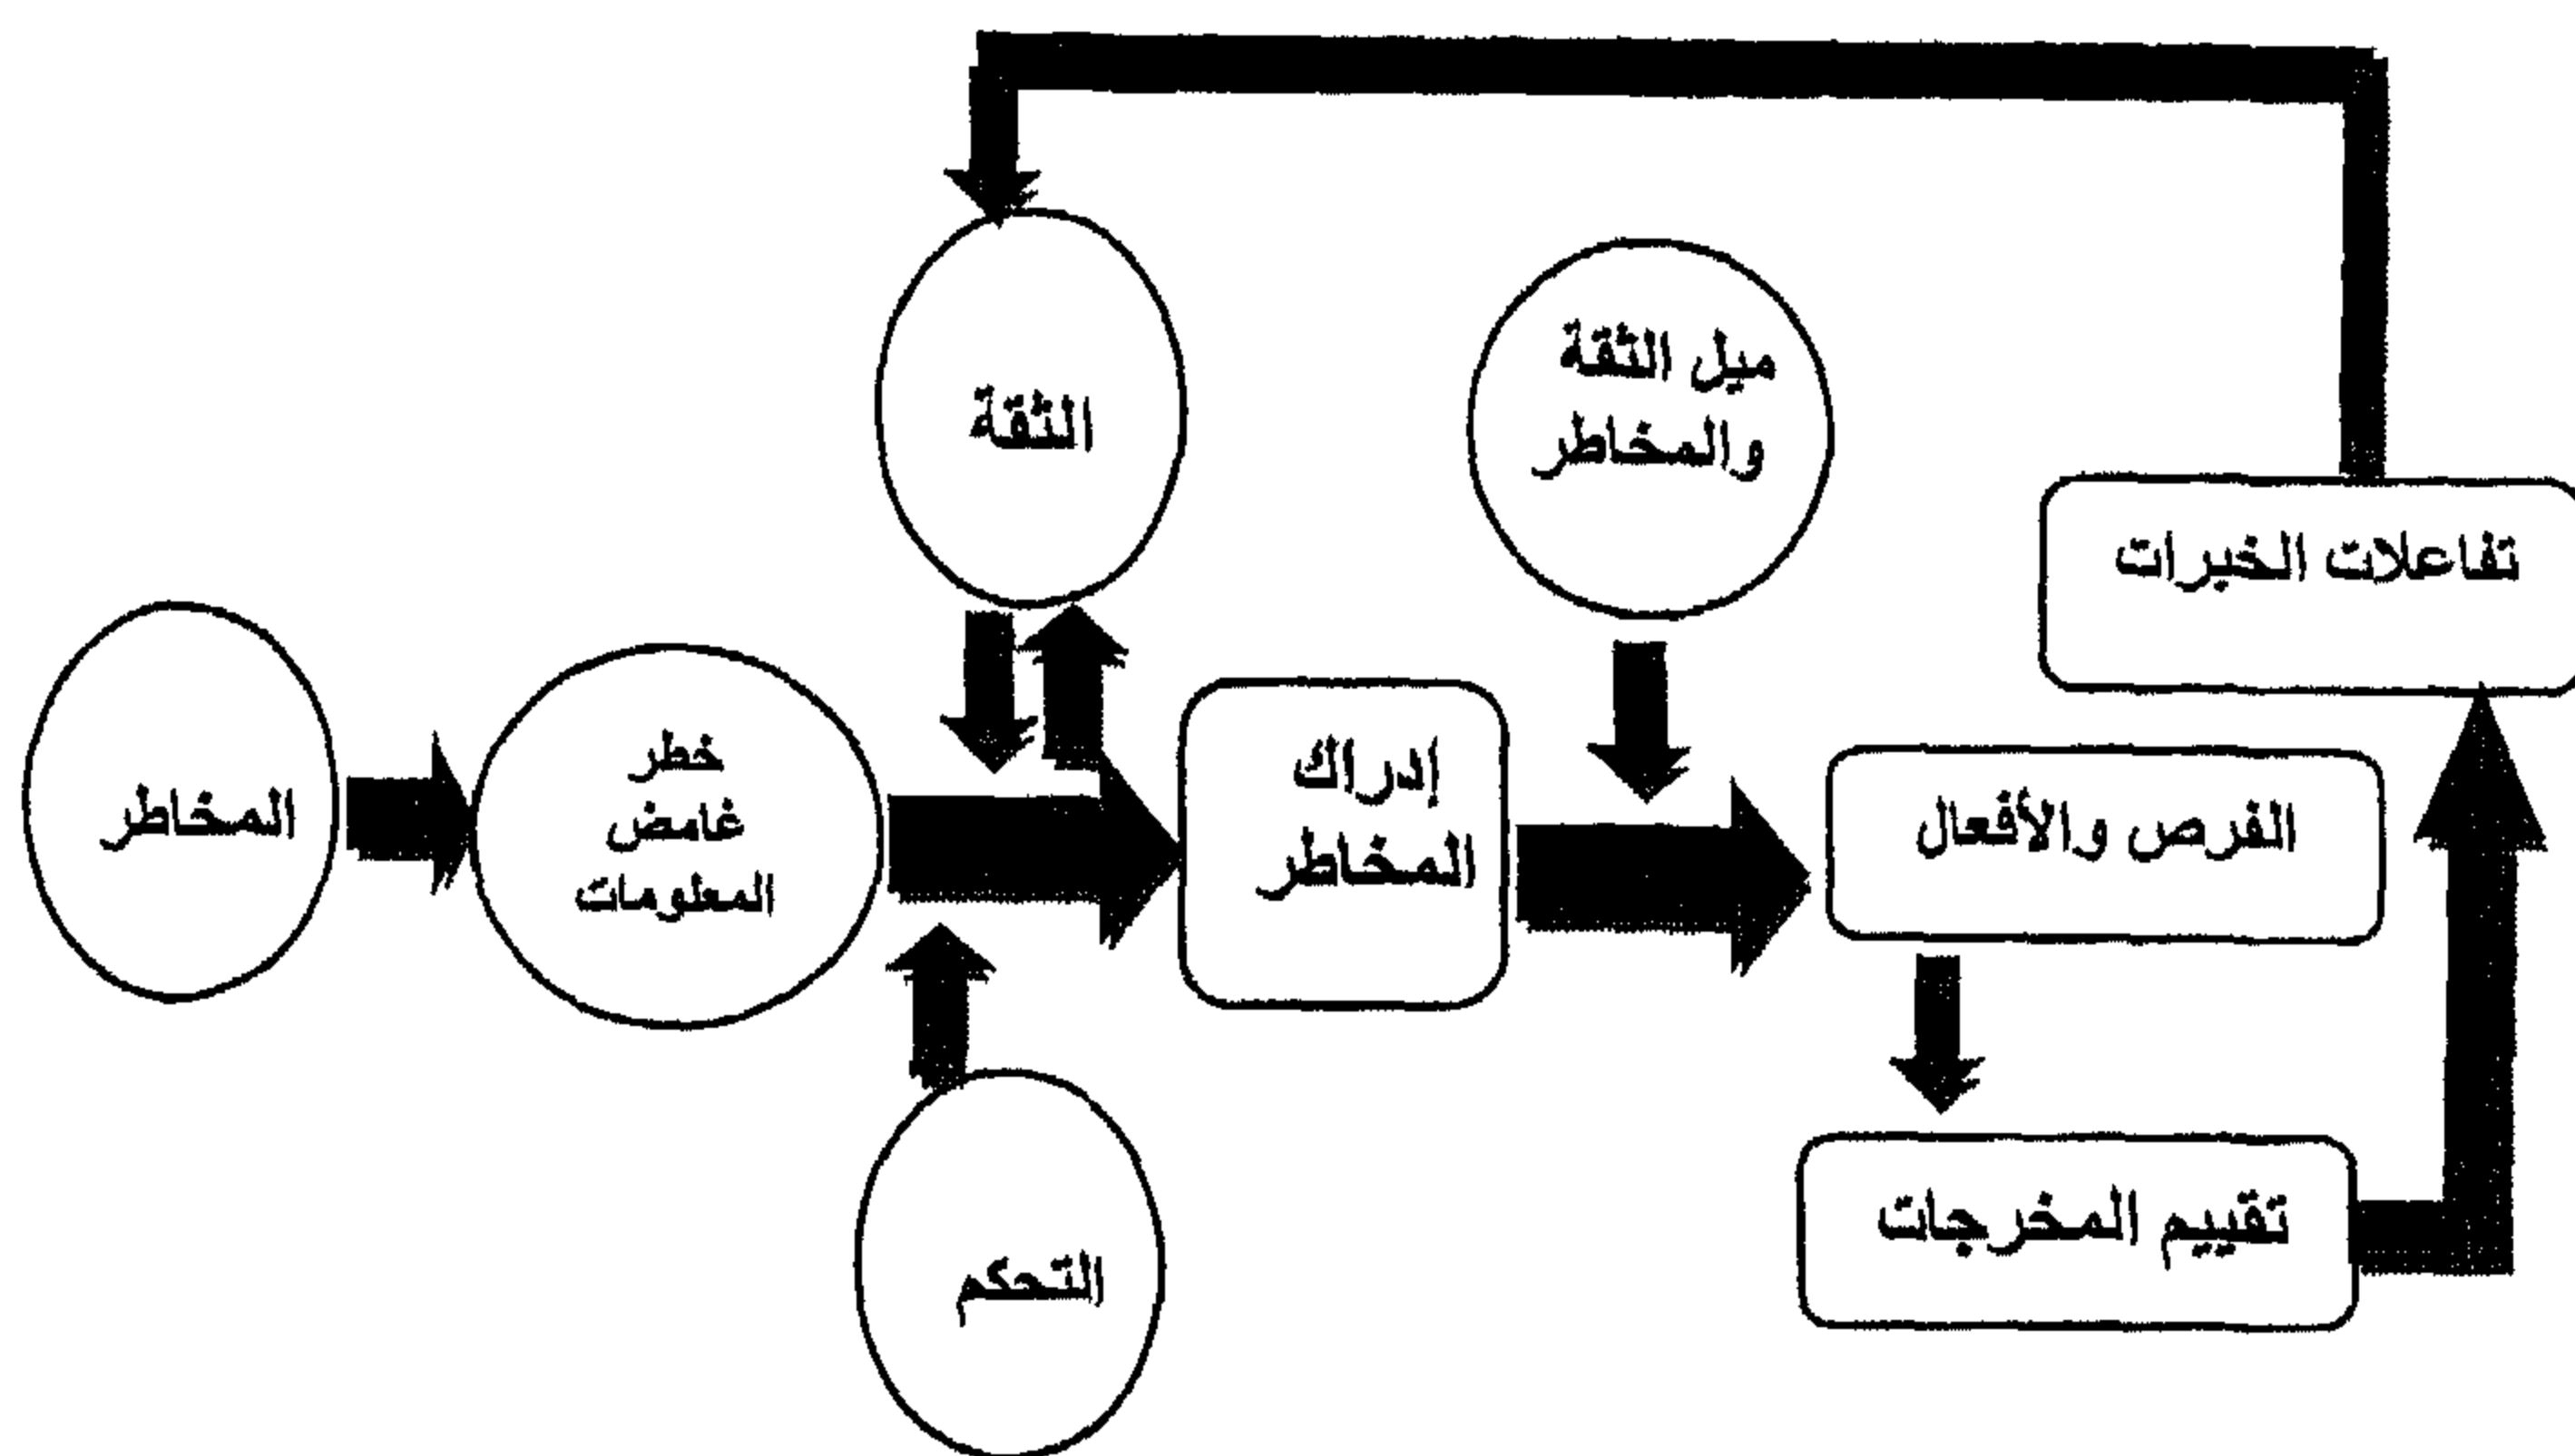 الثقة
ميل الثقة
والمخاطر
تفاعلات الخبرات
المخاطر
خطر
غامض
المعلومات
إدراك
المخاطر
الفرص والأفعال
تقييم المخرجات
التحكم